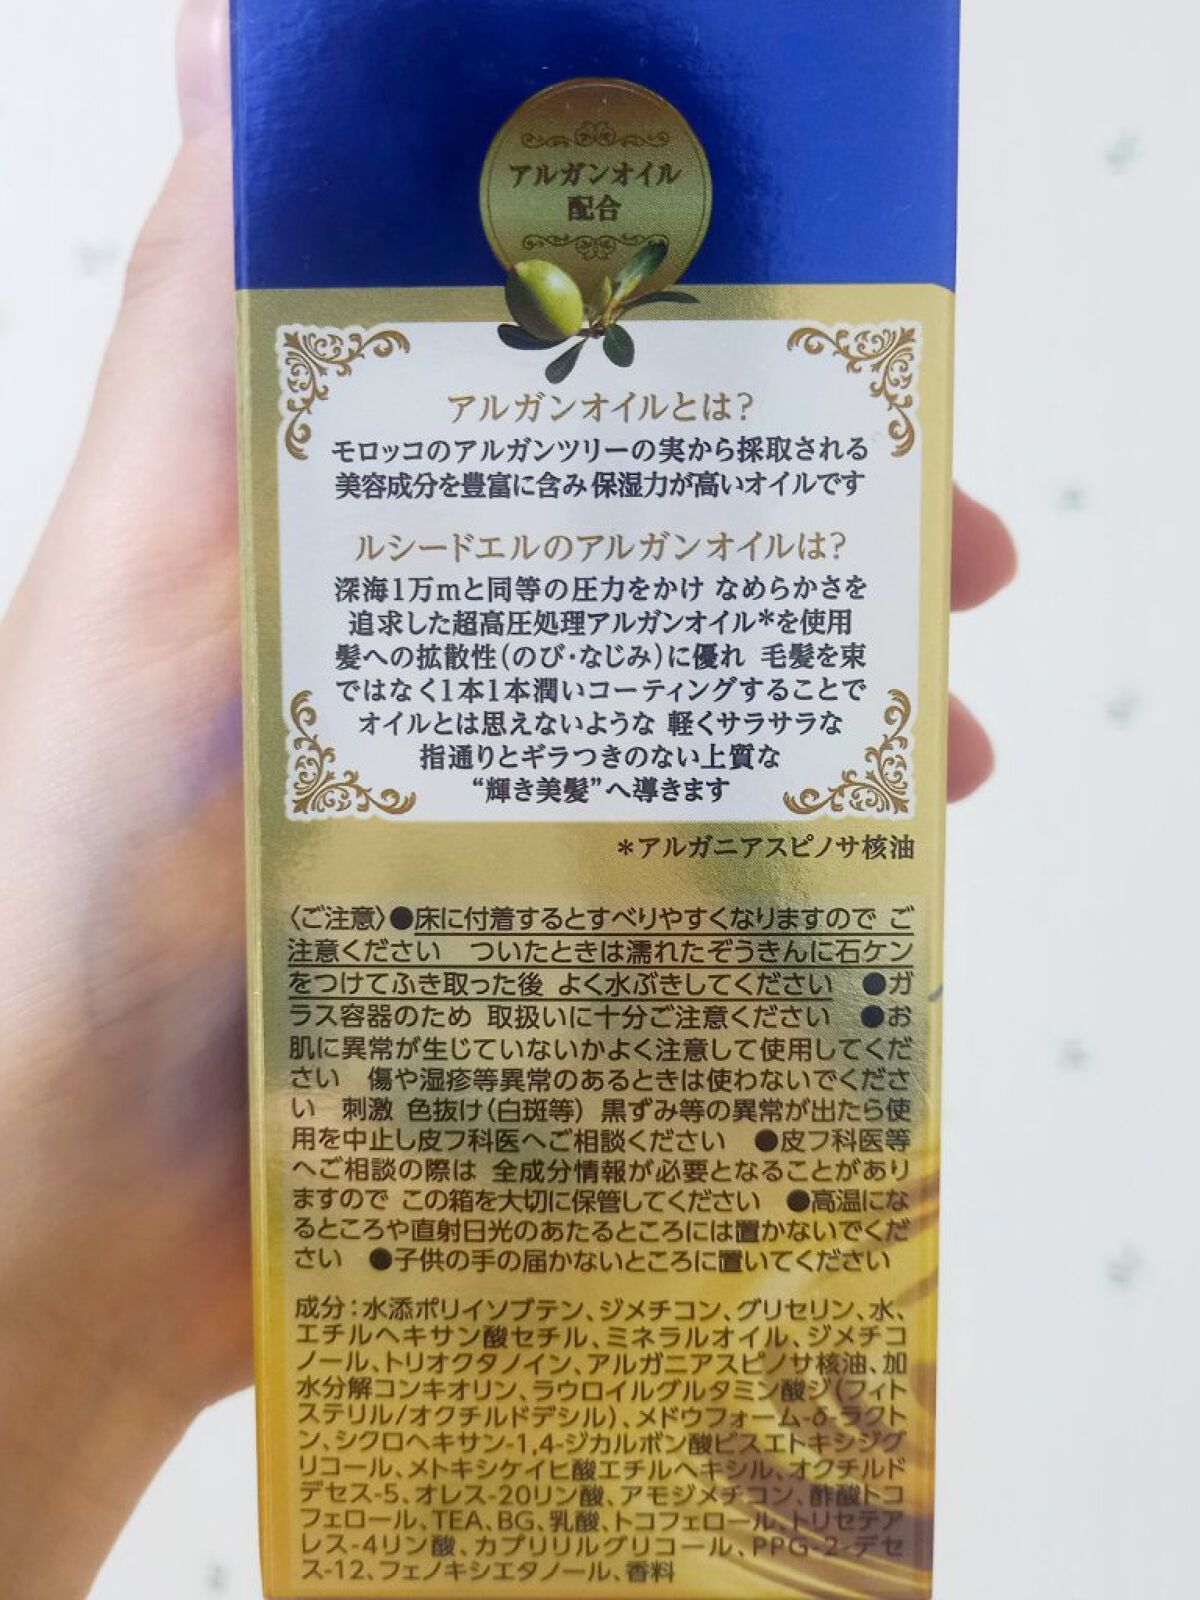 アルガンオイル
配合
アルガンオイルとは?
モロッコのアルガンツリーの実から採取される
美容成分を豊富に含み 保湿力が高いオイルです
ルシードエルのアルガンオイルは?
深海1万mと同等の圧力をかけ なめらかさを
追求した超高圧処理アルガンオイル*を使用
髪への拡散性(のび・なじみ)に優れ 毛髪を束
ではなく1本1本潤いコーティングすることで
オイルとは思えないような 軽くサラサラな
指通りとギラつきのない上質な
“輝き美髪”へ導きます
*アルガニアスピノサ核油
〈ご注意〉●床に付着するとすべりやすくなりますので ご
注意ください ついたときは濡れたぞうきんに石ケン
をつけてふき取った後 よく水ぶきしてください ●ガ
ラス容器のため 取扱いに十分ご注意ください ●お
肌に異常が生じていないかよく注意して使用してくだ
さい 傷や湿疹等異常のあるときは使わないでくださ
い 刺激 色抜け(白斑等) 黒ずみ等の異常が出たら使
用を中止し皮フ科医へご相談ください ●皮フ科医等
へご相談の際は 全成分情報が必要となることがあり
ますので この箱を大切に保管してください ●高温にな
るところや直射日光のあたるところには置かないでくだ
さい ●子供の手の届かないところに置いてください
成分:水添ポリイソブテン、ジメチコン、グリセリン、水、
エチルヘキサン酸セチル、ミネラルオイル、ジメチコ
ノール、トリオクタノイン、アルガニアスピノサ核油、加
水分解コンキオリン、ラウロイルグルタミン酸ジ(フィト
ステリル/オクチルドデシル)、メドウフォーム-δ-ラクト
ン、シクロヘキサン-1,4-ジカルボン酸ビスエトキシジグ
リコール、メトキシケイヒ酸エチルヘキシル、オクチルド
デセス-5、オレス-20リン酸、アモジメチコン、酢酸トコ
フェロール、TEA、BG、乳酸、トコフェロール、トリセテア
レス-4リン酸、カプリリルグリコール、PPG-2-デセ
ス-12、フェノキシエタノール、香料